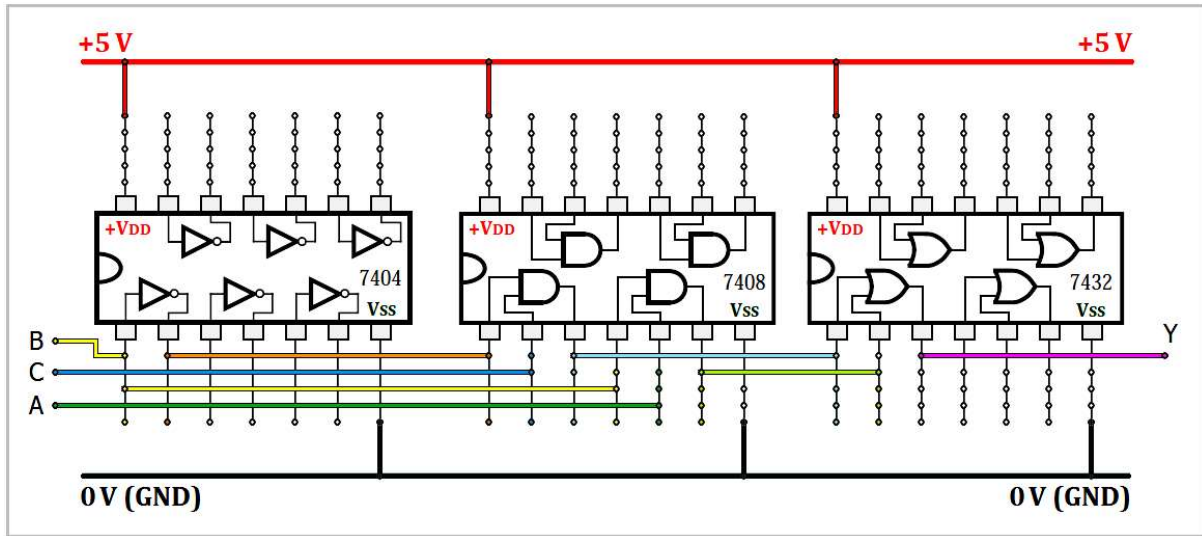 +5 V
+5 V
+VDD
7404
VSS
+VDD
7408
VSS
+VDD
7432
VSS
B
C
A
Y
0 V (GND)
0 V (GND)